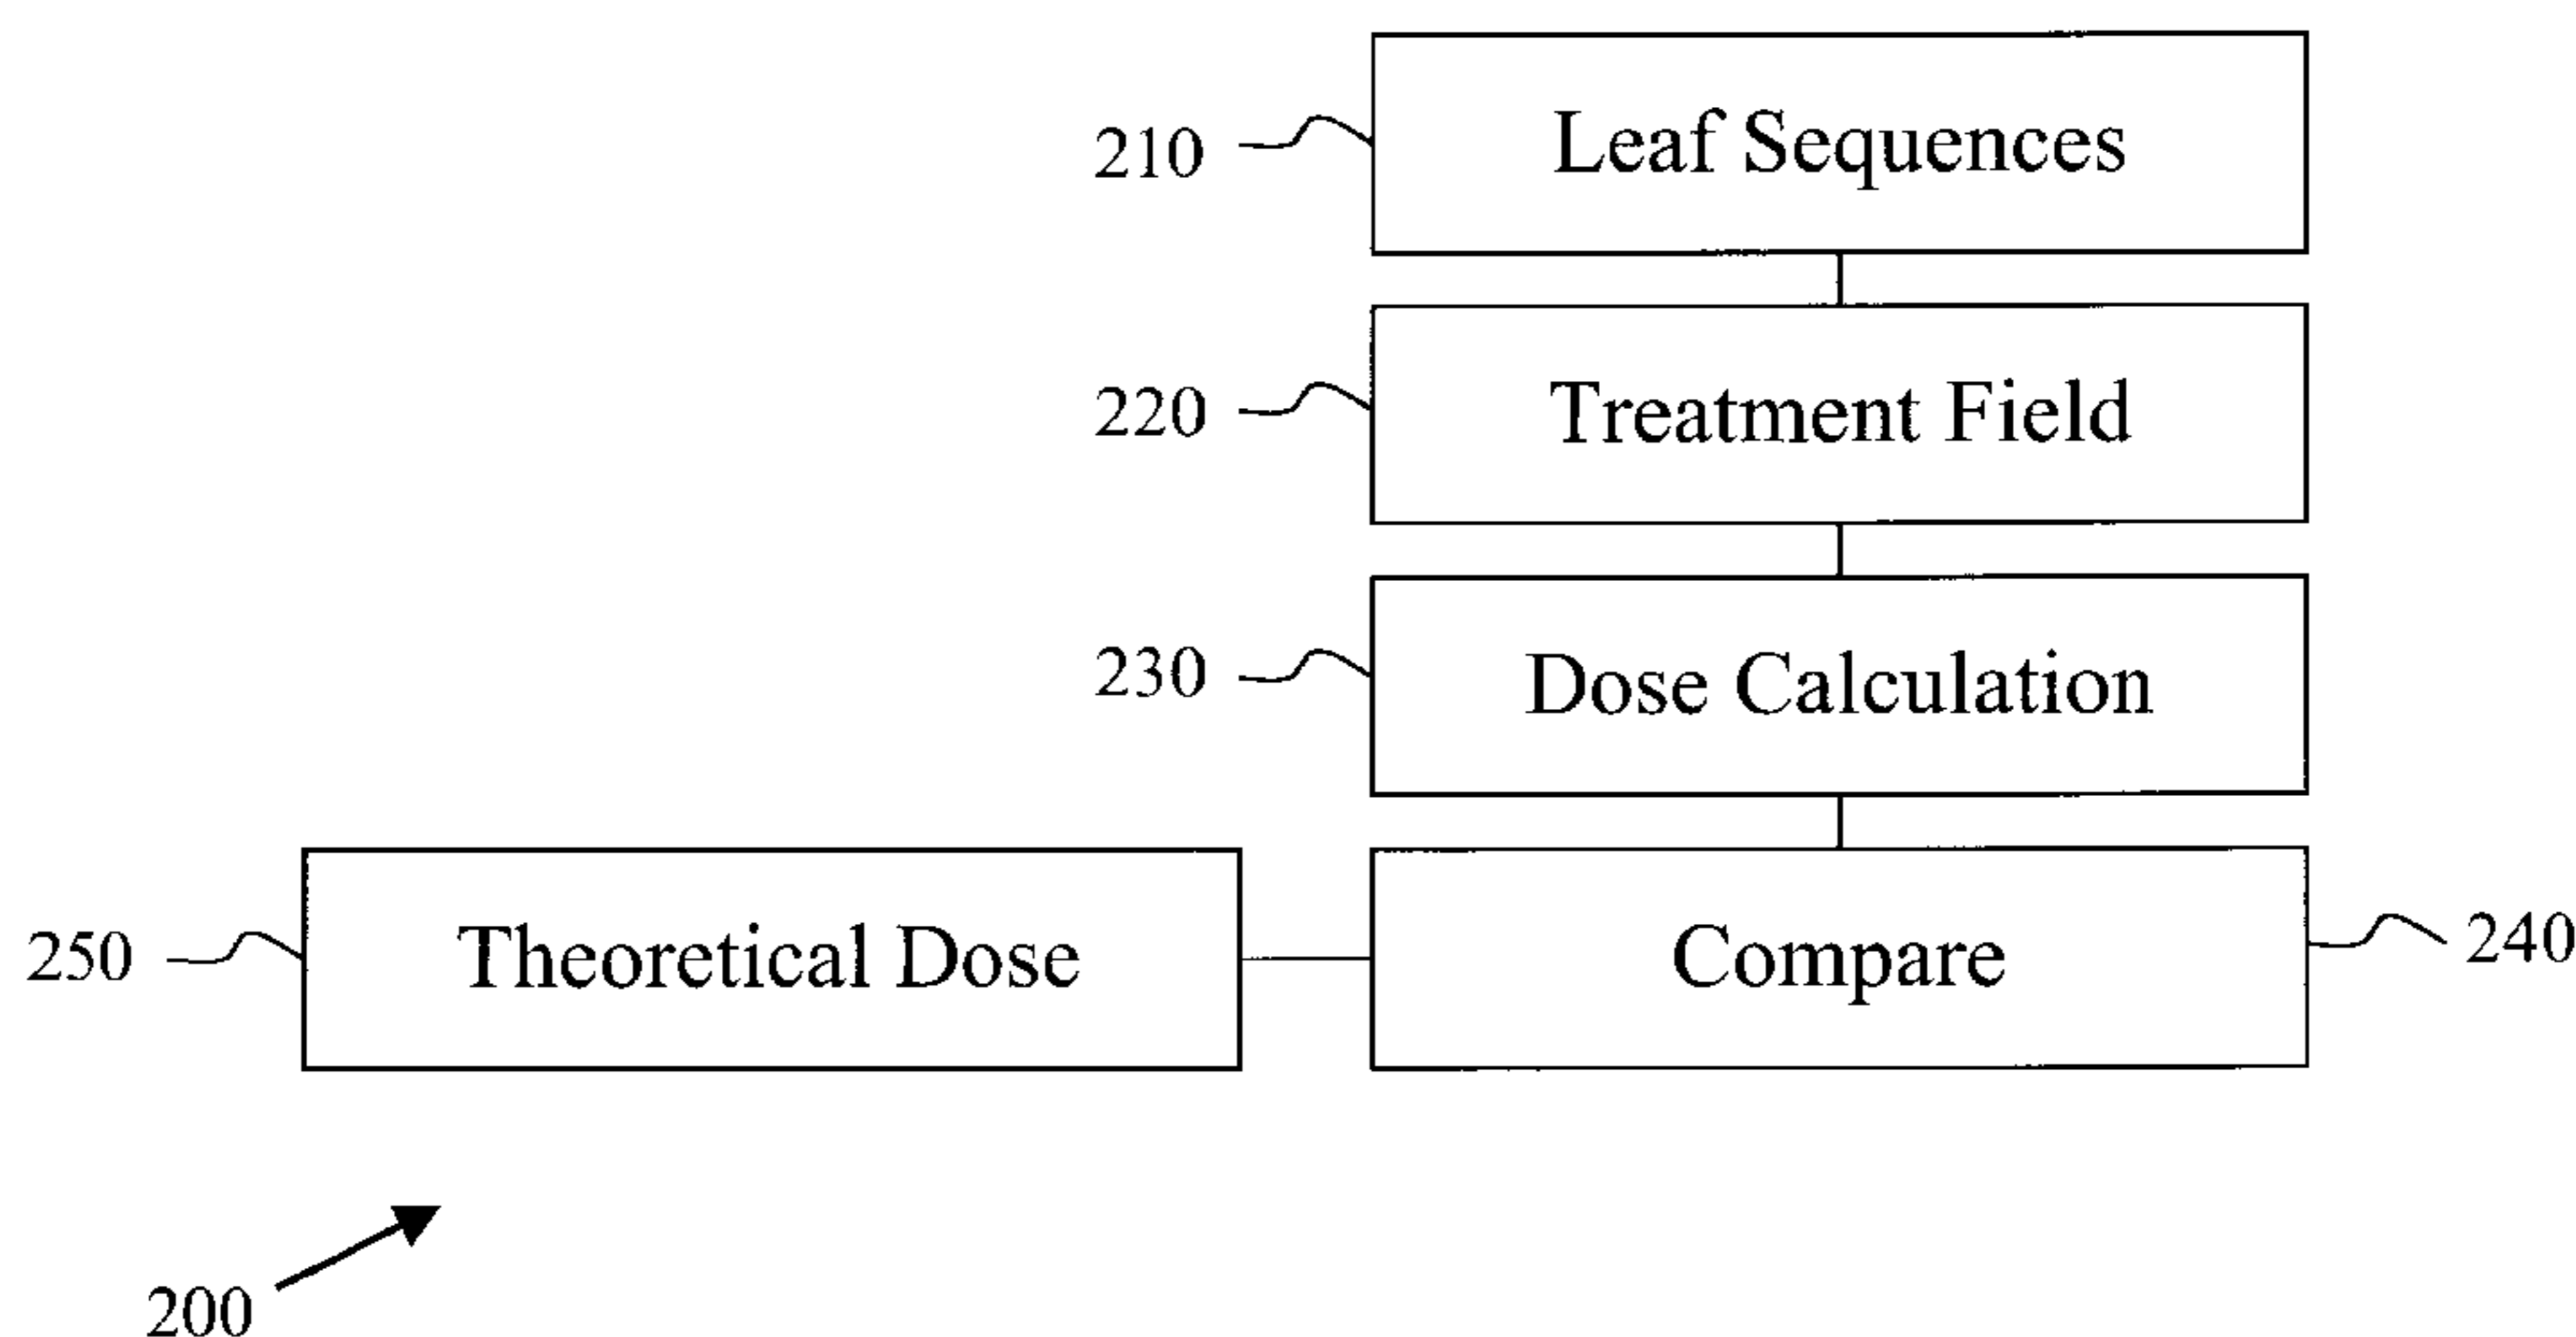 210 Leaf Sequences
220 Treatment Field
230 Dose Calculation
250 Theoretical Dose Compare 240
200